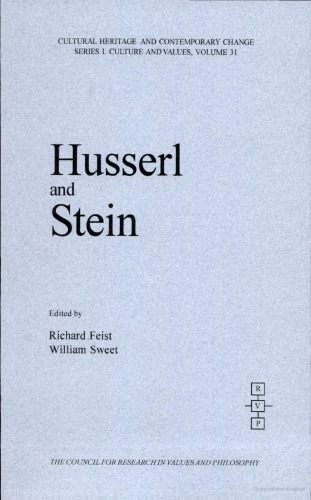 CULTURAL HERITAGE AND CONTEMPORARY CHANGE
SERIES I. CULTURE AND VALUES, VOLUME 31
Husserl
and
Stein
Edited by
Richard Feist
William Sweet
R
V
P
THE COUNCIL FOR RESEARCH IN VALUES AND PHILOSOPHY